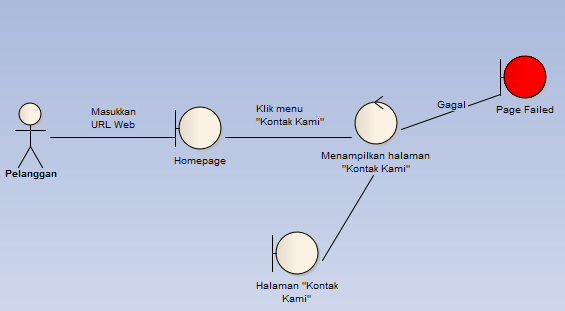 Masukkan
URL Web
Pelanggan
Homepage
Klik menu
"Kontak Kami"
Menampilkan halaman
"Kontak Kami"
Gagal
Page Failed
Halaman "Kontak
Kami"